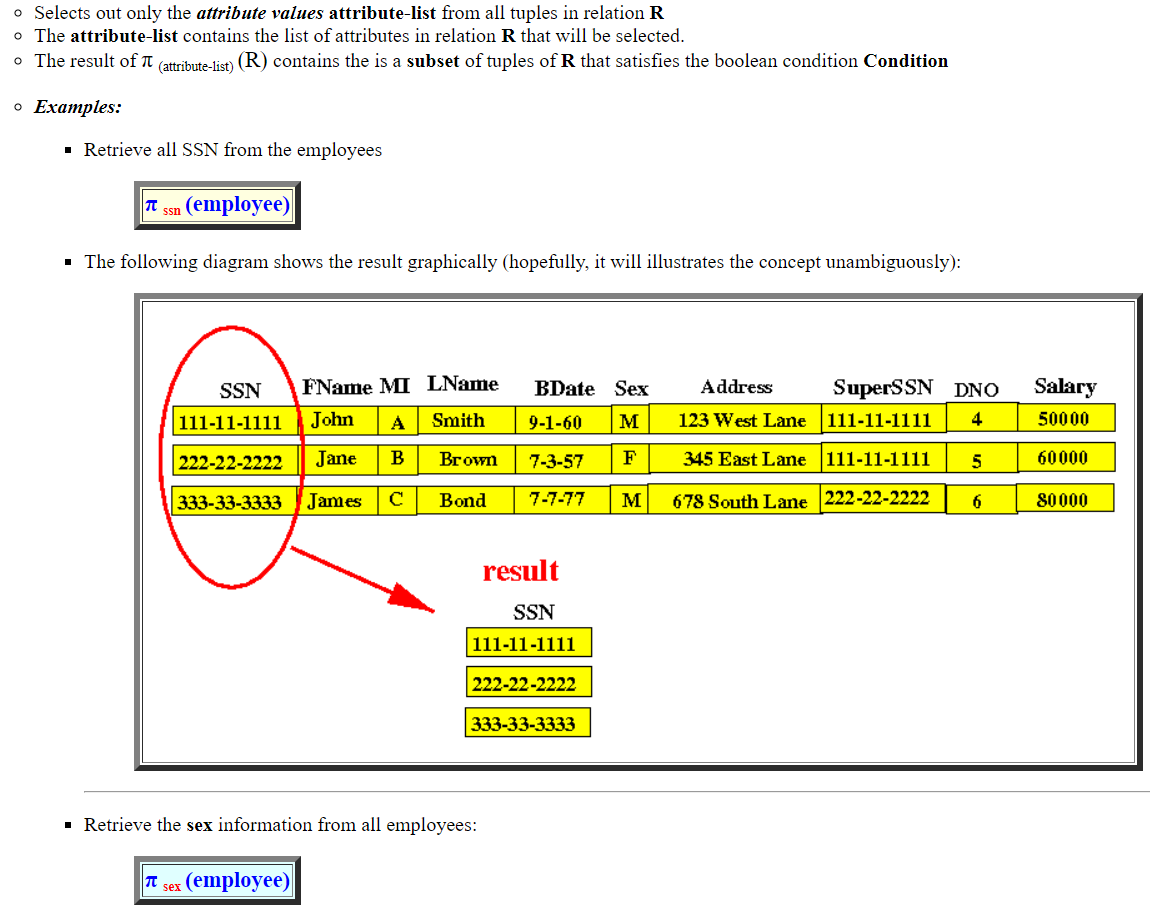 Selects out only the attribute values attribute-list from all tuples in relation R
The attribute-list contains the list of attributes in relation R that will be selected.
The result of π (attribute-list) (R) contains the is a subset of tuples of R that satisfies the boolean condition Condition
Examples:
Retrieve all SSN from the employees
π ssn (employee)
The following diagram shows the result graphically (hopefully, it will illustrates the concept unambiguously):
SSN FName MI LName BDate Sex Address SuperSSN DNO Salary
111-11-1111 John A Smith 9-1-60 M 123 West Lane 111-11-1111 4 50000
222-22-2222 Jane B Brown 7-3-57 F 345 East Lane 111-11-1111 5 60000
333-33-3333 James C Bond 7-7-77 M 678 South Lane 222-22-2222 6 80000
result
SSN
111-11-1111
222-22-2222
333-33-3333
Retrieve the sex information from all employees:
π sex (employee)